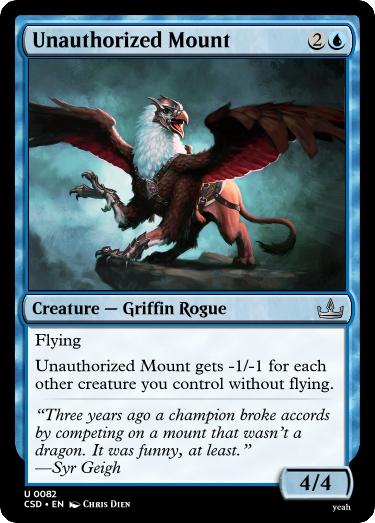 Unauthorized Mount 2
Creature — Griffin Rogue
Flying
Unauthorized Mount gets -1/-1 for each
other creature you control without flying.
“Three years ago a champion broke accords
by competing on a mount that wasn’t a
dragon. It was funny, at least.”
—Syr Geigh
4/4
U 0082
CSD • EN Chris Dien
yeah